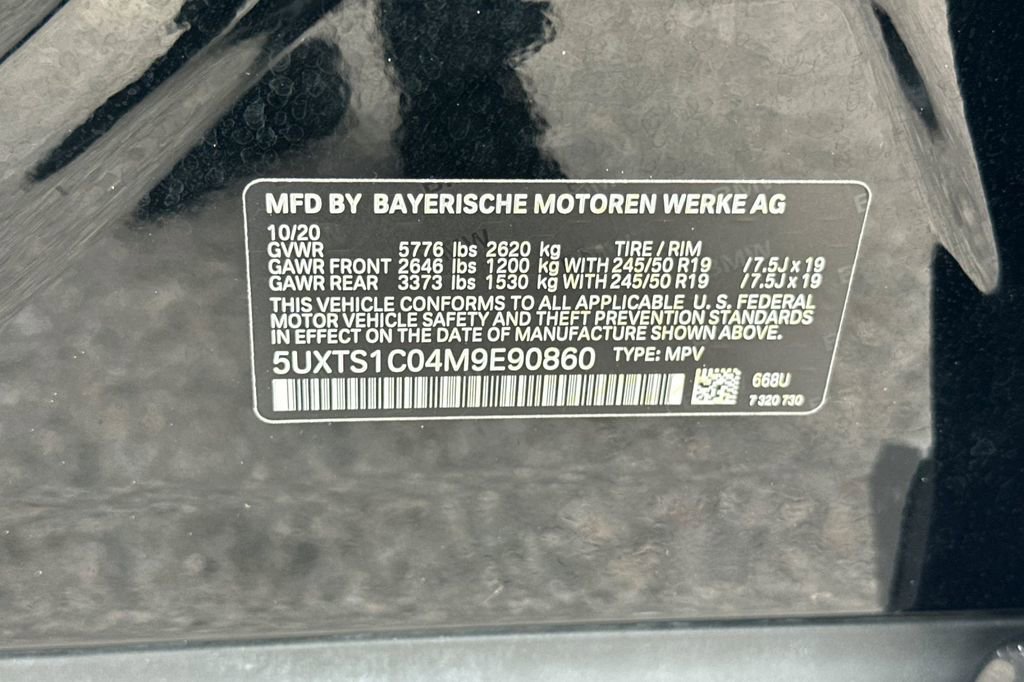 MFD BY BAYERISCHE MOTOREN WERKE AG
10/20
GVWR 5776 lbs 2620 kg TIRE / RIM
GAWR FRONT 2646 lbs 1200 kg WITH 245/50 R19 / 7.5J x 19
GAWR REAR 3373 lbs 1530 kg WITH 245/50 R19 / 7.5J x 19
THIS VEHICLE CONFORMS TO ALL APPLICABLE U. S. FEDERAL
MOTOR VEHICLE SAFETY AND THEFT PREVENTION STANDARDS
IN EFFECT ON THE DATE OF MANUFACTURE SHOWN ABOVE.
5UXTS1C04M9E90860 TYPE: MPV
668U
7 320 730